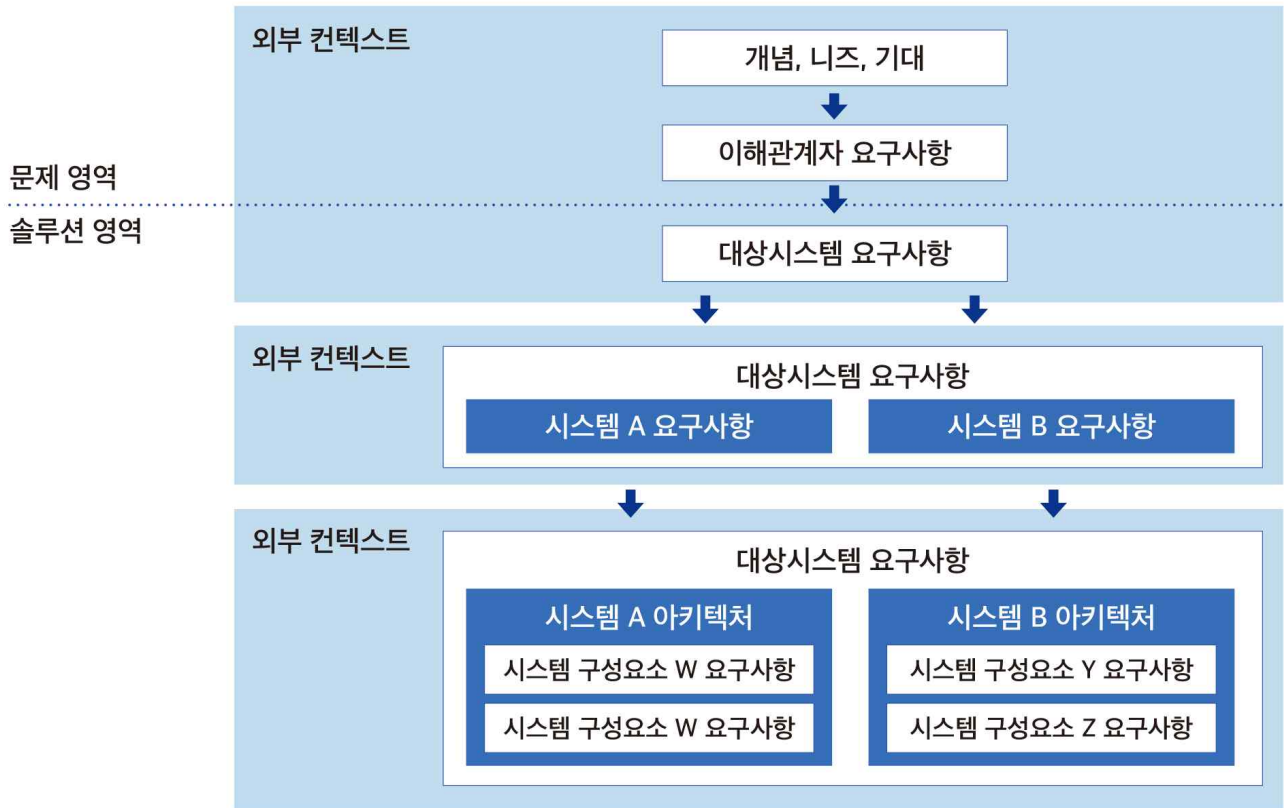 외부 컨텍스트
개념, 니즈, 기대
이해관계자 요구사항
문제 영역
솔루션 영역
대상시스템 요구사항
외부 컨텍스트
대상시스템 요구사항
시스템 A 요구사항
시스템 B 요구사항
외부 컨텍스트
대상시스템 요구사항
시스템 A 아키텍처
시스템 B 아키텍처
시스템 구성요소 W 요구사항
시스템 구성요소 Y 요구사항
시스템 구성요소 W 요구사항
시스템 구성요소 Z 요구사항